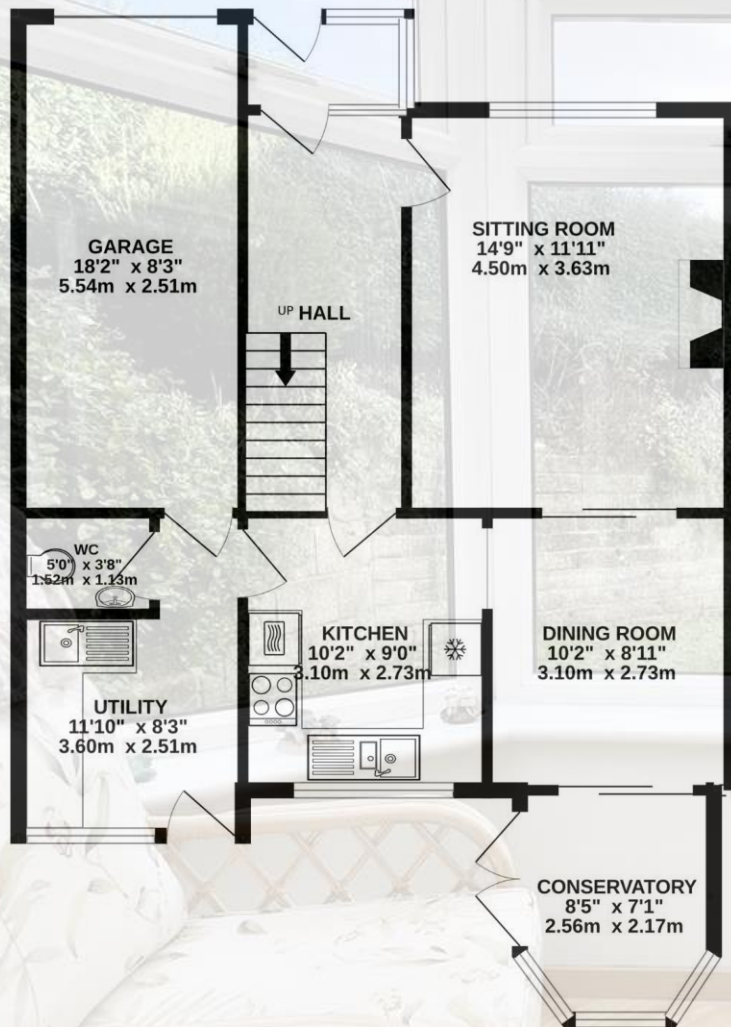 GARAGE
18'2" x 8'3"
5.54m x 2.51m
SITTING ROOM
14'9" x 11'11"
4.50m x 3.63m
UP HALL
WC
5'0" x 3'8"
1.52m x 1.13m
KITCHEN
10'2" x 9'0"
3.10m x 2.73m
DINING ROOM
10'2" x 8'11"
3.10m x 2.73m
UTILITY
11'10" x 8'3"
3.60m x 2.51m
CONSERVATORY
8'5" x 7'1"
2.56m x 2.17m